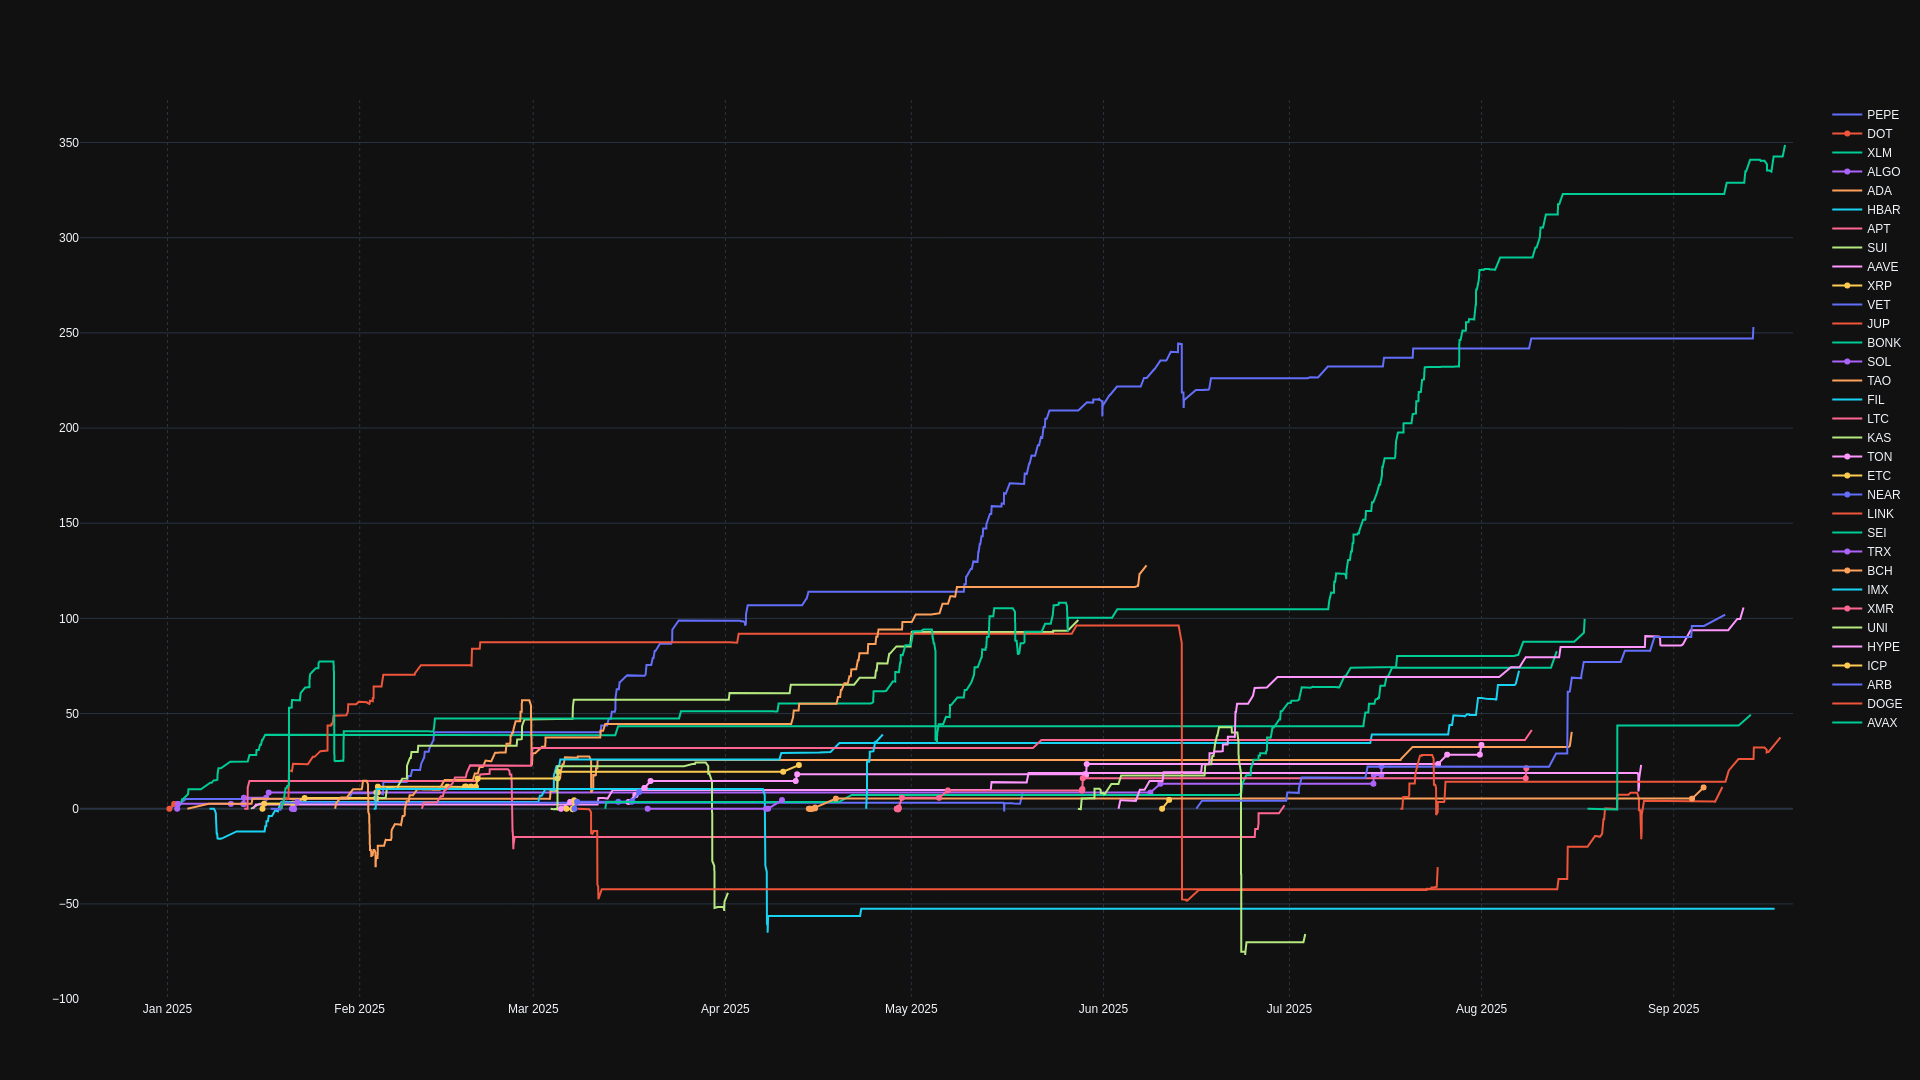 350
300
250
200
150
100
50
0
−50
−100
Jan 2025
Feb 2025
Mar 2025
Apr 2025
May 2025
Jun 2025
Jul 2025
Aug 2025
Sep 2025
PEPE
DOT
XLM
ALGO
ADA
HBAR
APT
SUI
AAVE
XRP
VET
JUP
BONK
SOL
TAO
FIL
LTC
KAS
TON
ETC
NEAR
LINK
SEI
TRX
BCH
IMX
XMR
UNI
HYPE
ICP
ARB
DOGE
AVAX